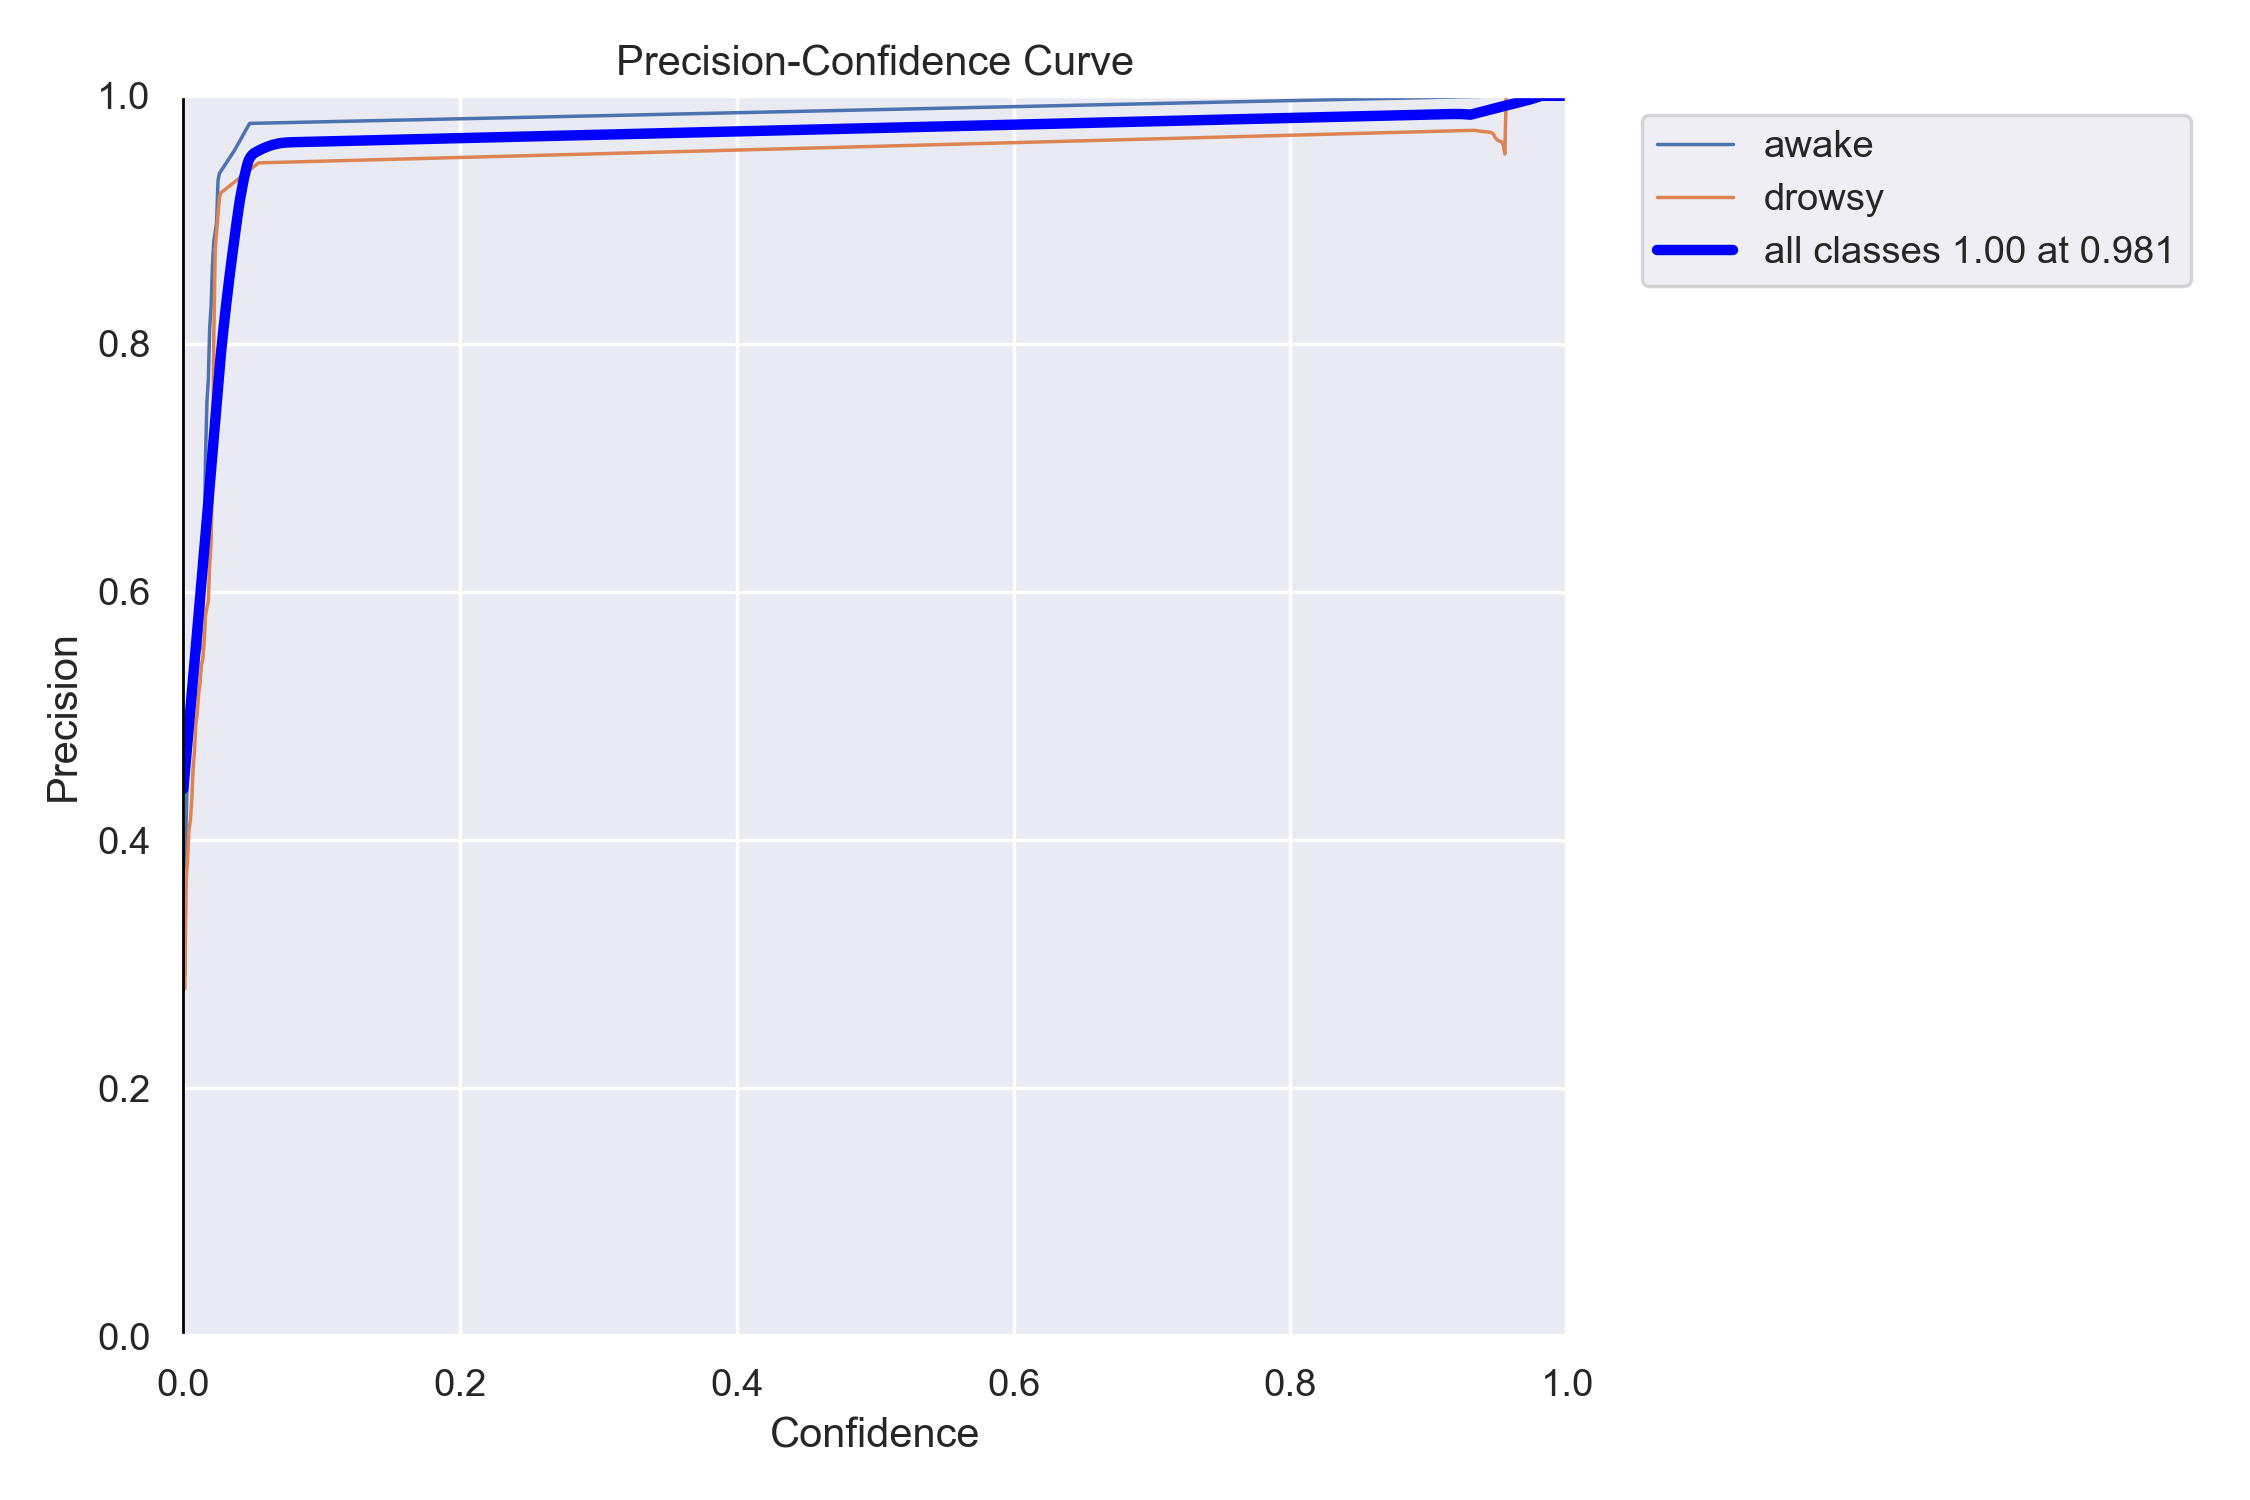 Precision-Confidence Curve
1.0
0.8
0.6
0.4
0.2
0.0
Precision
0.0 0.2 0.4 0.6 0.8 1.0
Confidence
awake
drowsy
all classes 1.00 at 0.981